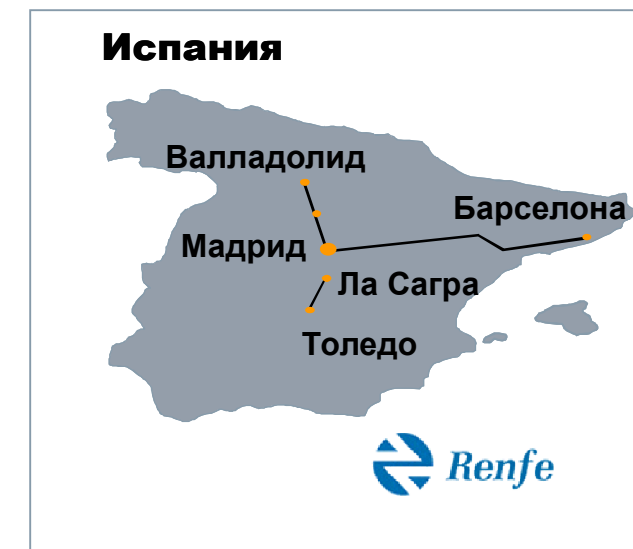 Испания
Валладолид
Барселона
Мадрид
Ла Сагра
Толедо
Renfe